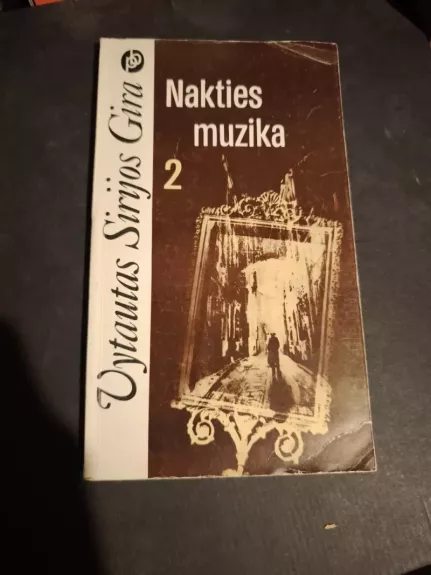 Vytautas Sirijos Gira
Nakties
muzika
2